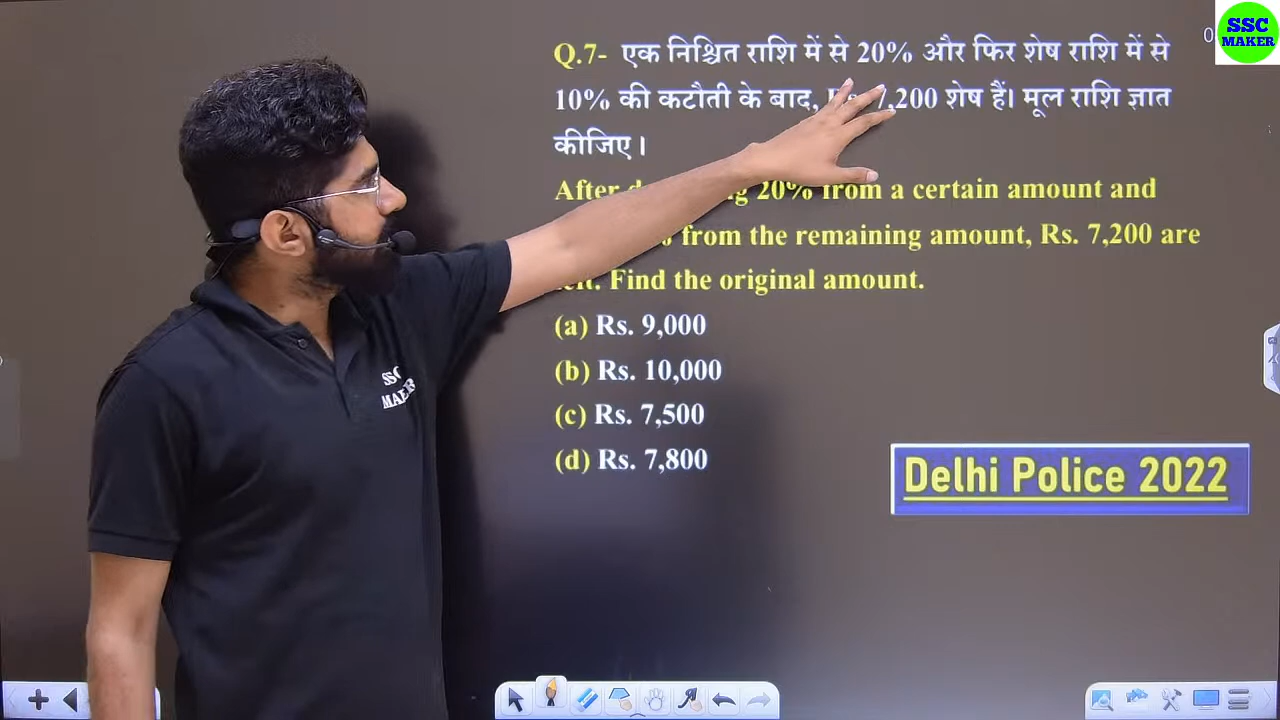 SSC
MAKER
Q.7- एक निश्चित राशि में से 20% और फिर शेष राशि में से
10% की कटौती के बाद, 7,200 शेष हैं। मूल राशि ज्ञात
कीजिए।
After 20% from a certain amount and
from the remaining amount, Rs. 7,200 are
Find the original amount.
(a) Rs. 9,000
(b) Rs. 10,000
(c) Rs. 7,500
(d) Rs. 7,800
SSC
MAKER
Delhi Police 2022